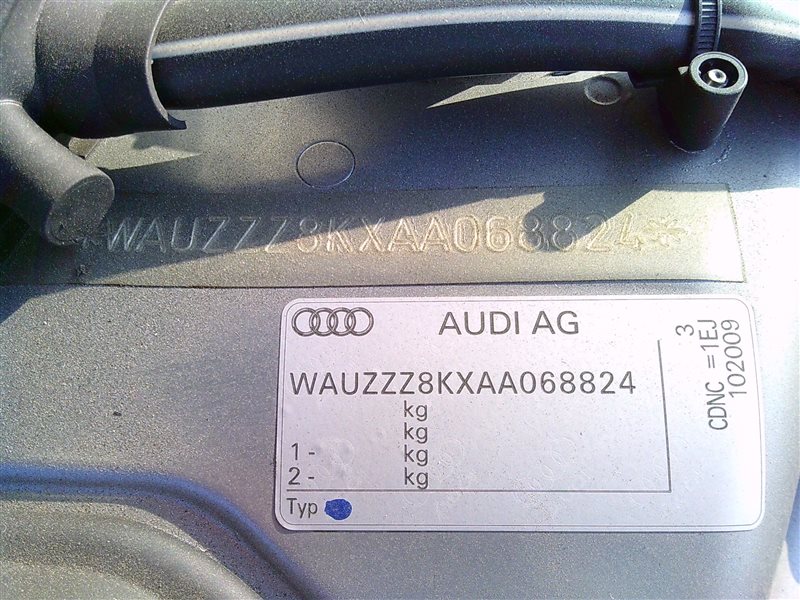 *WAUZZZ8KXAA068824*
AUDI AG
WAUZZZ8KXAA068824
kg
kg
1 - kg
2 - kg
Typ
3
CDNC =1EJ
102009